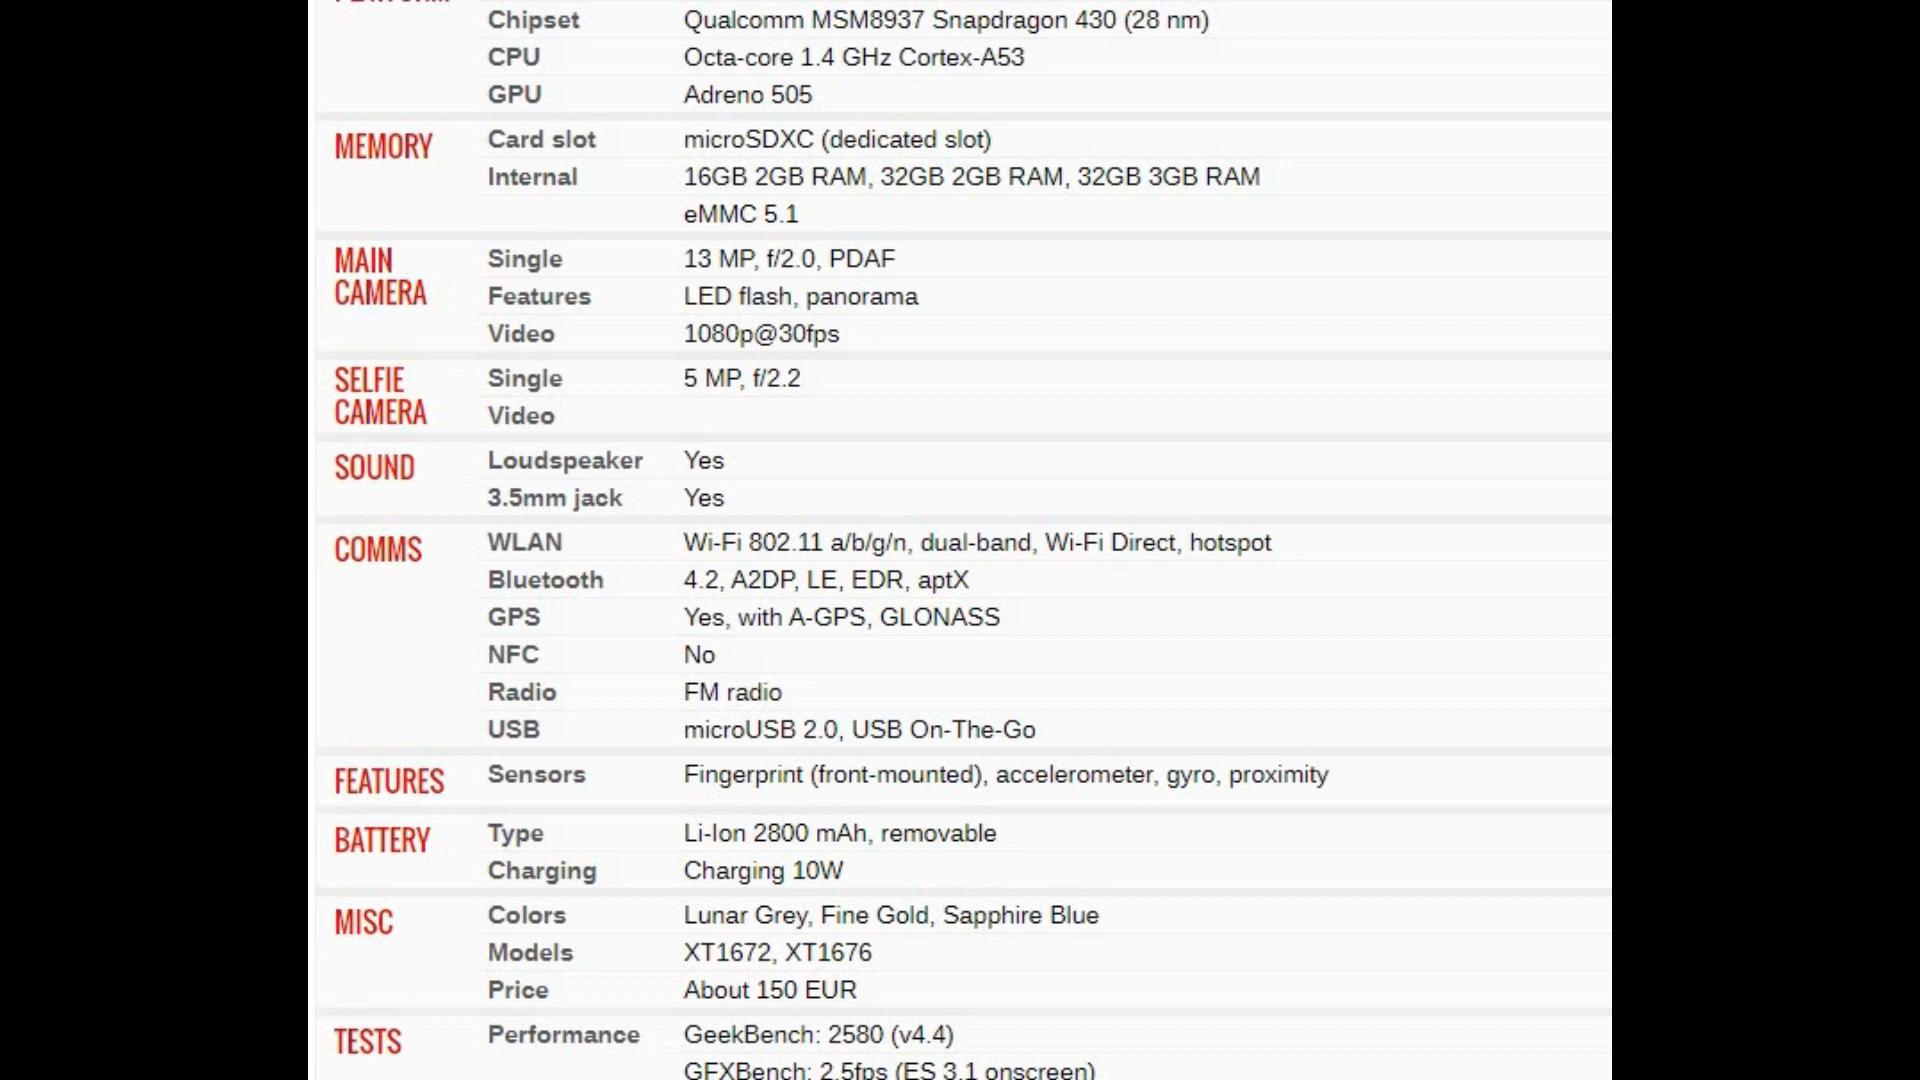 Chipset Qualcomm MSM8937 Snapdragon 430 (28 nm)
CPU Octa-core 1.4 GHz Cortex-A53
GPU Adreno 505
MEMORY Card slot microSDXC (dedicated slot)
Internal 16GB 2GB RAM, 32GB 2GB RAM, 32GB 3GB RAM
eMMC 5.1
MAIN CAMERA Single 13 MP, f/2.0, PDAF
Features LED flash, panorama
Video 1080p@30fps
SELFIE CAMERA Single 5 MP, f/2.2
Video
SOUND Loudspeaker Yes
3.5mm jack Yes
COMMS WLAN Wi-Fi 802.11 a/b/g/n, dual-band, Wi-Fi Direct, hotspot
Bluetooth 4.2, A2DP, LE, EDR, aptX
GPS Yes, with A-GPS, GLONASS
NFC No
Radio FM radio
USB microUSB 2.0, USB On-The-Go
FEATURES Sensors Fingerprint (front-mounted), accelerometer, gyro, proximity
BATTERY Type Li-Ion 2800 mAh, removable
Charging Charging 10W
MISC Colors Lunar Grey, Fine Gold, Sapphire Blue
Models XT1672, XT1676
Price About 150 EUR
TESTS Performance GeekBench: 2580 (v4.4)
GFXBench: 2.5fps (ES 3.1 onscreen)